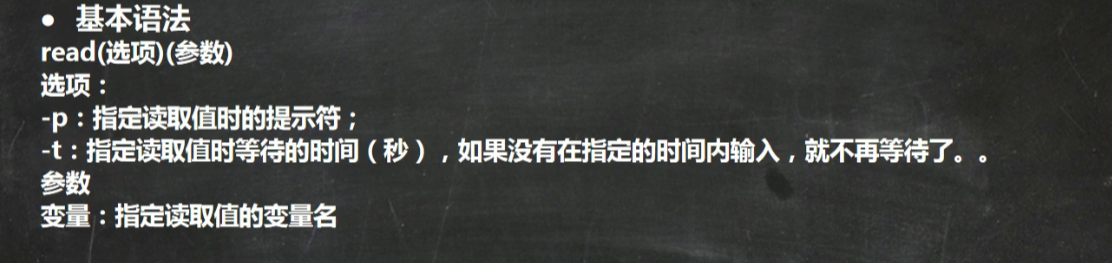 • 基本语法
read(选项)(参数)
选项：
-p：指定读取值时的提示符；
-t：指定读取值时等待的时间（秒），如果没有在指定的时间内输入，就不再等待了。。
参数
变量：指定读取值的变量名